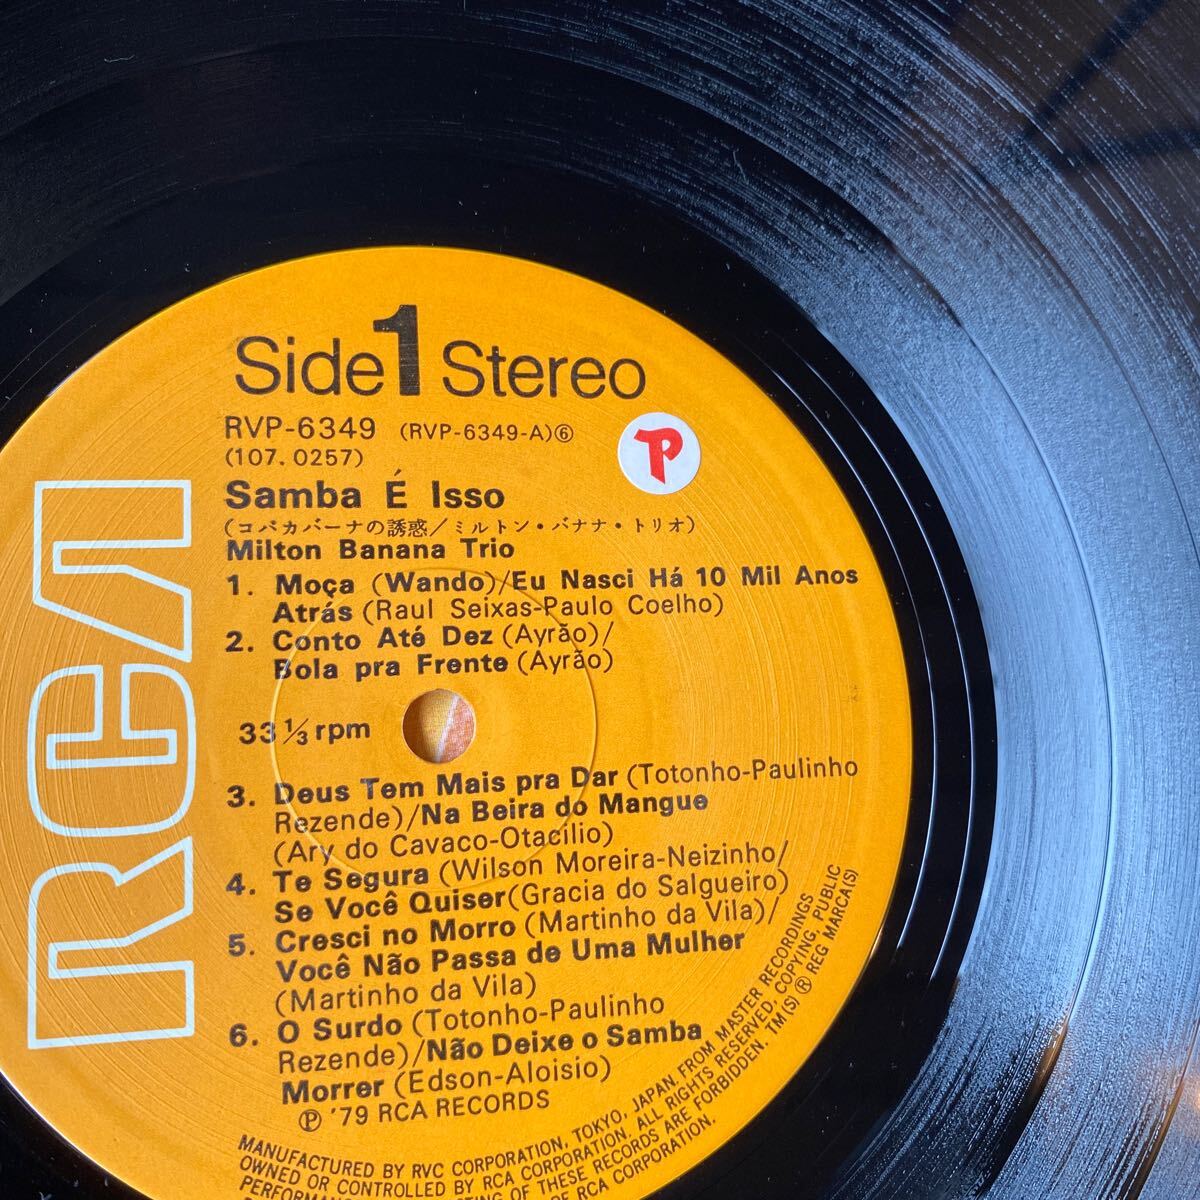 Side 1 Stereo
RVP-6349 (RVP-6349-A)⑥
(107.0257)
Samba É Isso
(コパカバーナの誘惑/ミルトン・バナナ・トリオ)
Milton Banana Trio
1. Moça (Wando)/Eu Nasci Há 10 Mil Anos
Atrás (Raul Seixas-Paulo Coelho)
2. Conto Até Dez (Ayrão)/
Bola pra Frente (Ayrão)
33 ⅓ rpm
3. Deus Tem Mais pra Dar (Totonho-Paulinho
Rezende)/Na Beira do Mangue
(Ary do Cavaco-Otacílio)
4. Te Segura (Wilson Moreira-Neizinho/
Se Você Quiser(Gracia do Salgueiro)
5. Cresci no Morro (Martinho da Vila)/
Você Não Passa de Uma Mulher
(Martinho da Vila)
6. O Surdo (Totonho-Paulinho
Rezende)/Não Deixe o Samba
Morrer (Edson-Aloisio)
Ⓟ '79 RCA RECORDS
MANUFACTURED BY RVC CORPORATION, TOKYO, JAPAN. FROM MASTER RECORDINGS
OWNED OR CONTROLLED BY RCA CORPORATION. ALL RIGHTS RESERVED, COPYING, PUBLIC
PERFORMANCE OF THESE RECORDS ARE FORBIDDEN. TM(S) ® REG MARCA(S)
RCA CORPORATION.
RCA
P